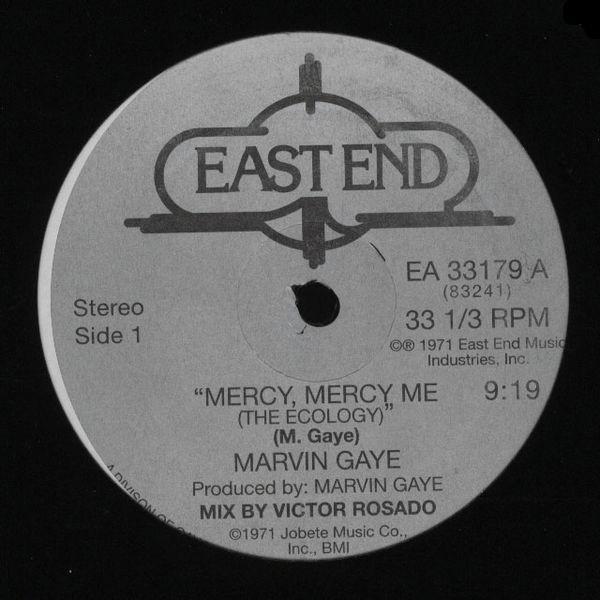 EAST END
Stereo
Side 1
EA 33179 A
(83241)
33 1/3 RPM
©℗ 1971 East End Music
Industries, Inc.
"MERCY, MERCY ME 9:19
(THE ECOLOGY)"
(M. Gaye)
MARVIN GAYE
Produced by: MARVIN GAYE
MIX BY VICTOR ROSADO
©1971 Jobete Music Co.,
Inc., BMI
A DIVISON OF